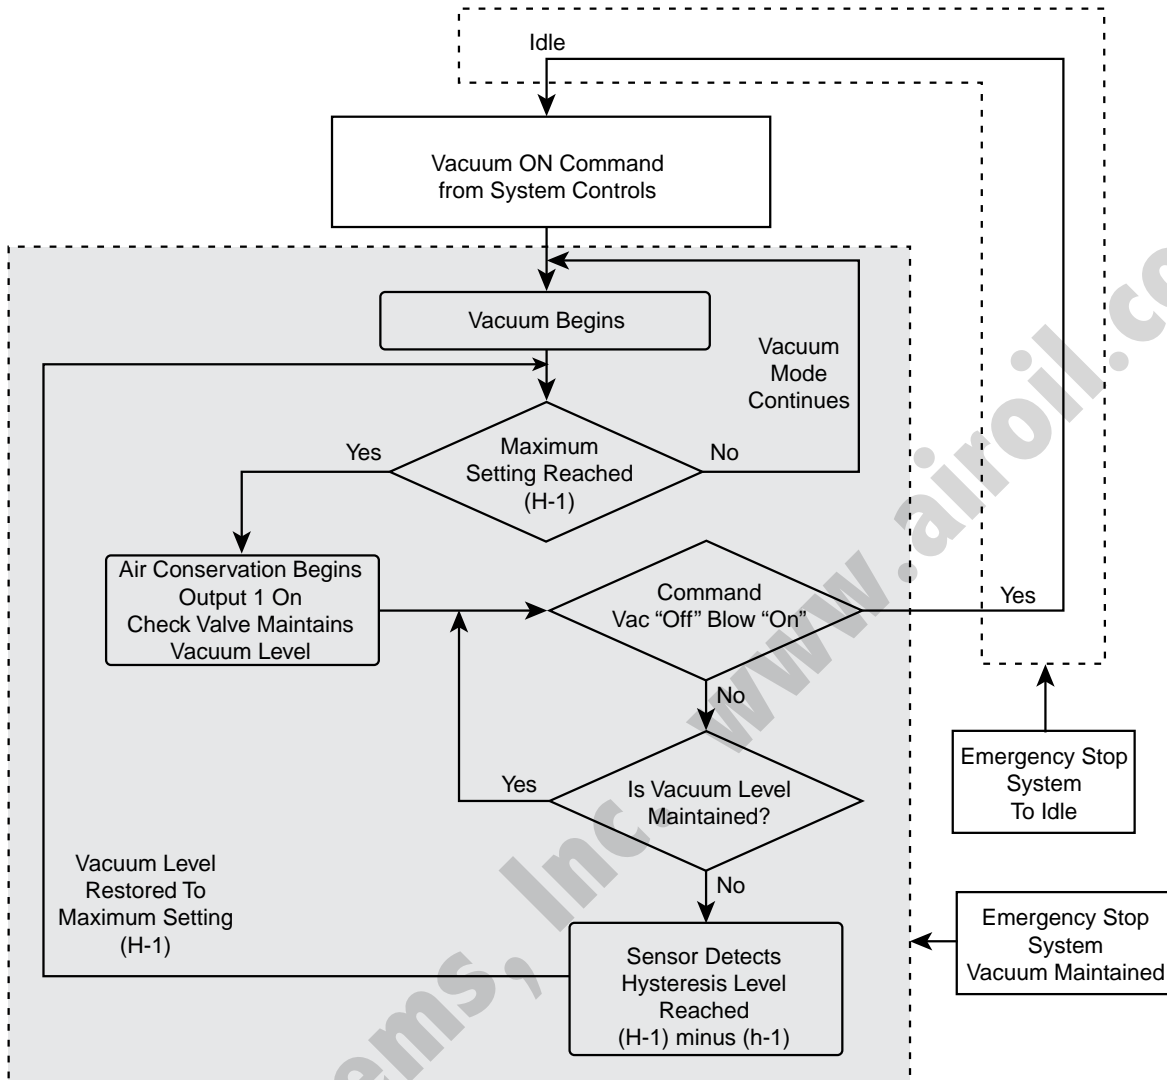 Idle
Vacuum ON Command
from System Controls
Vacuum Begins
Vacuum
Mode
Continues
Yes
Maximum
Setting Reached
(H-1)
No
Air Conservation Begins
Output 1 On
Check Valve Maintains
Vacuum Level
Command
Vac “Off” Blow “On”
Yes
No
Yes
Is Vacuum Level
Maintained?
Emergency Stop
System
To Idle
No
Vacuum Level
Restored To
Maximum Setting
(H-1)
Sensor Detects
Hysteresis Level
Reached
(H-1) minus (h-1)
Emergency Stop
System
Vacuum Maintained
ems, Inc. www.airoil.co